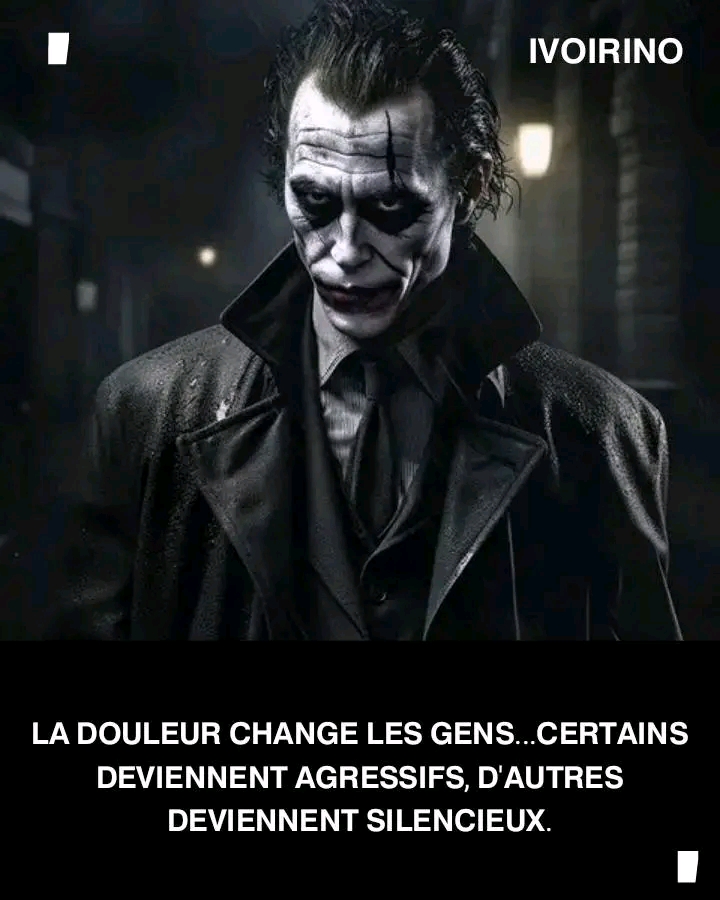 IVOIRINO
LA DOULEUR CHANGE LES GENS...CERTAINS
DEVIENNENT AGRESSIFS, D'AUTRES
DEVIENNENT SILENCIEUX.